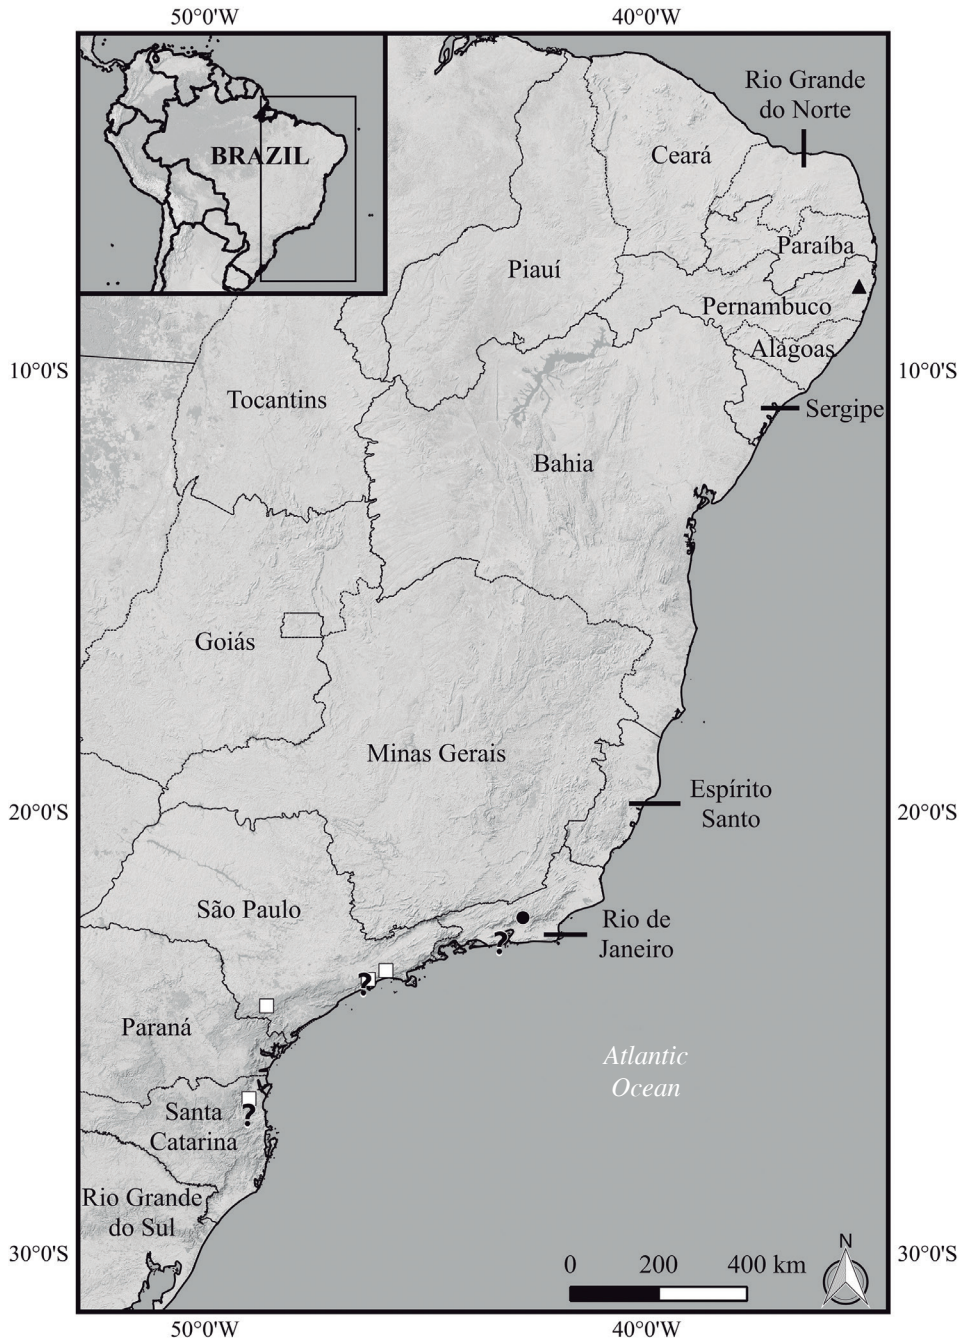 50°0'W 40°0'W
Rio Grande
do Norte
BRAZIL
Ceará
Paraíba
Piauí
Pernambuco
Alagoas
10°0'S 10°0'S
Tocantins
Sergipe
Bahia
Goiás
Minas Gerais
Espírito
Santo
20°0'S 20°0'S
São Paulo
Rio de
Janeiro
?
?
Paraná
Atlantic
Ocean
Santa
Catarina
?
Rio Grande
do Sul
N
30°0'S 30°0'S
0 200 400 km
50°0'W 40°0'W